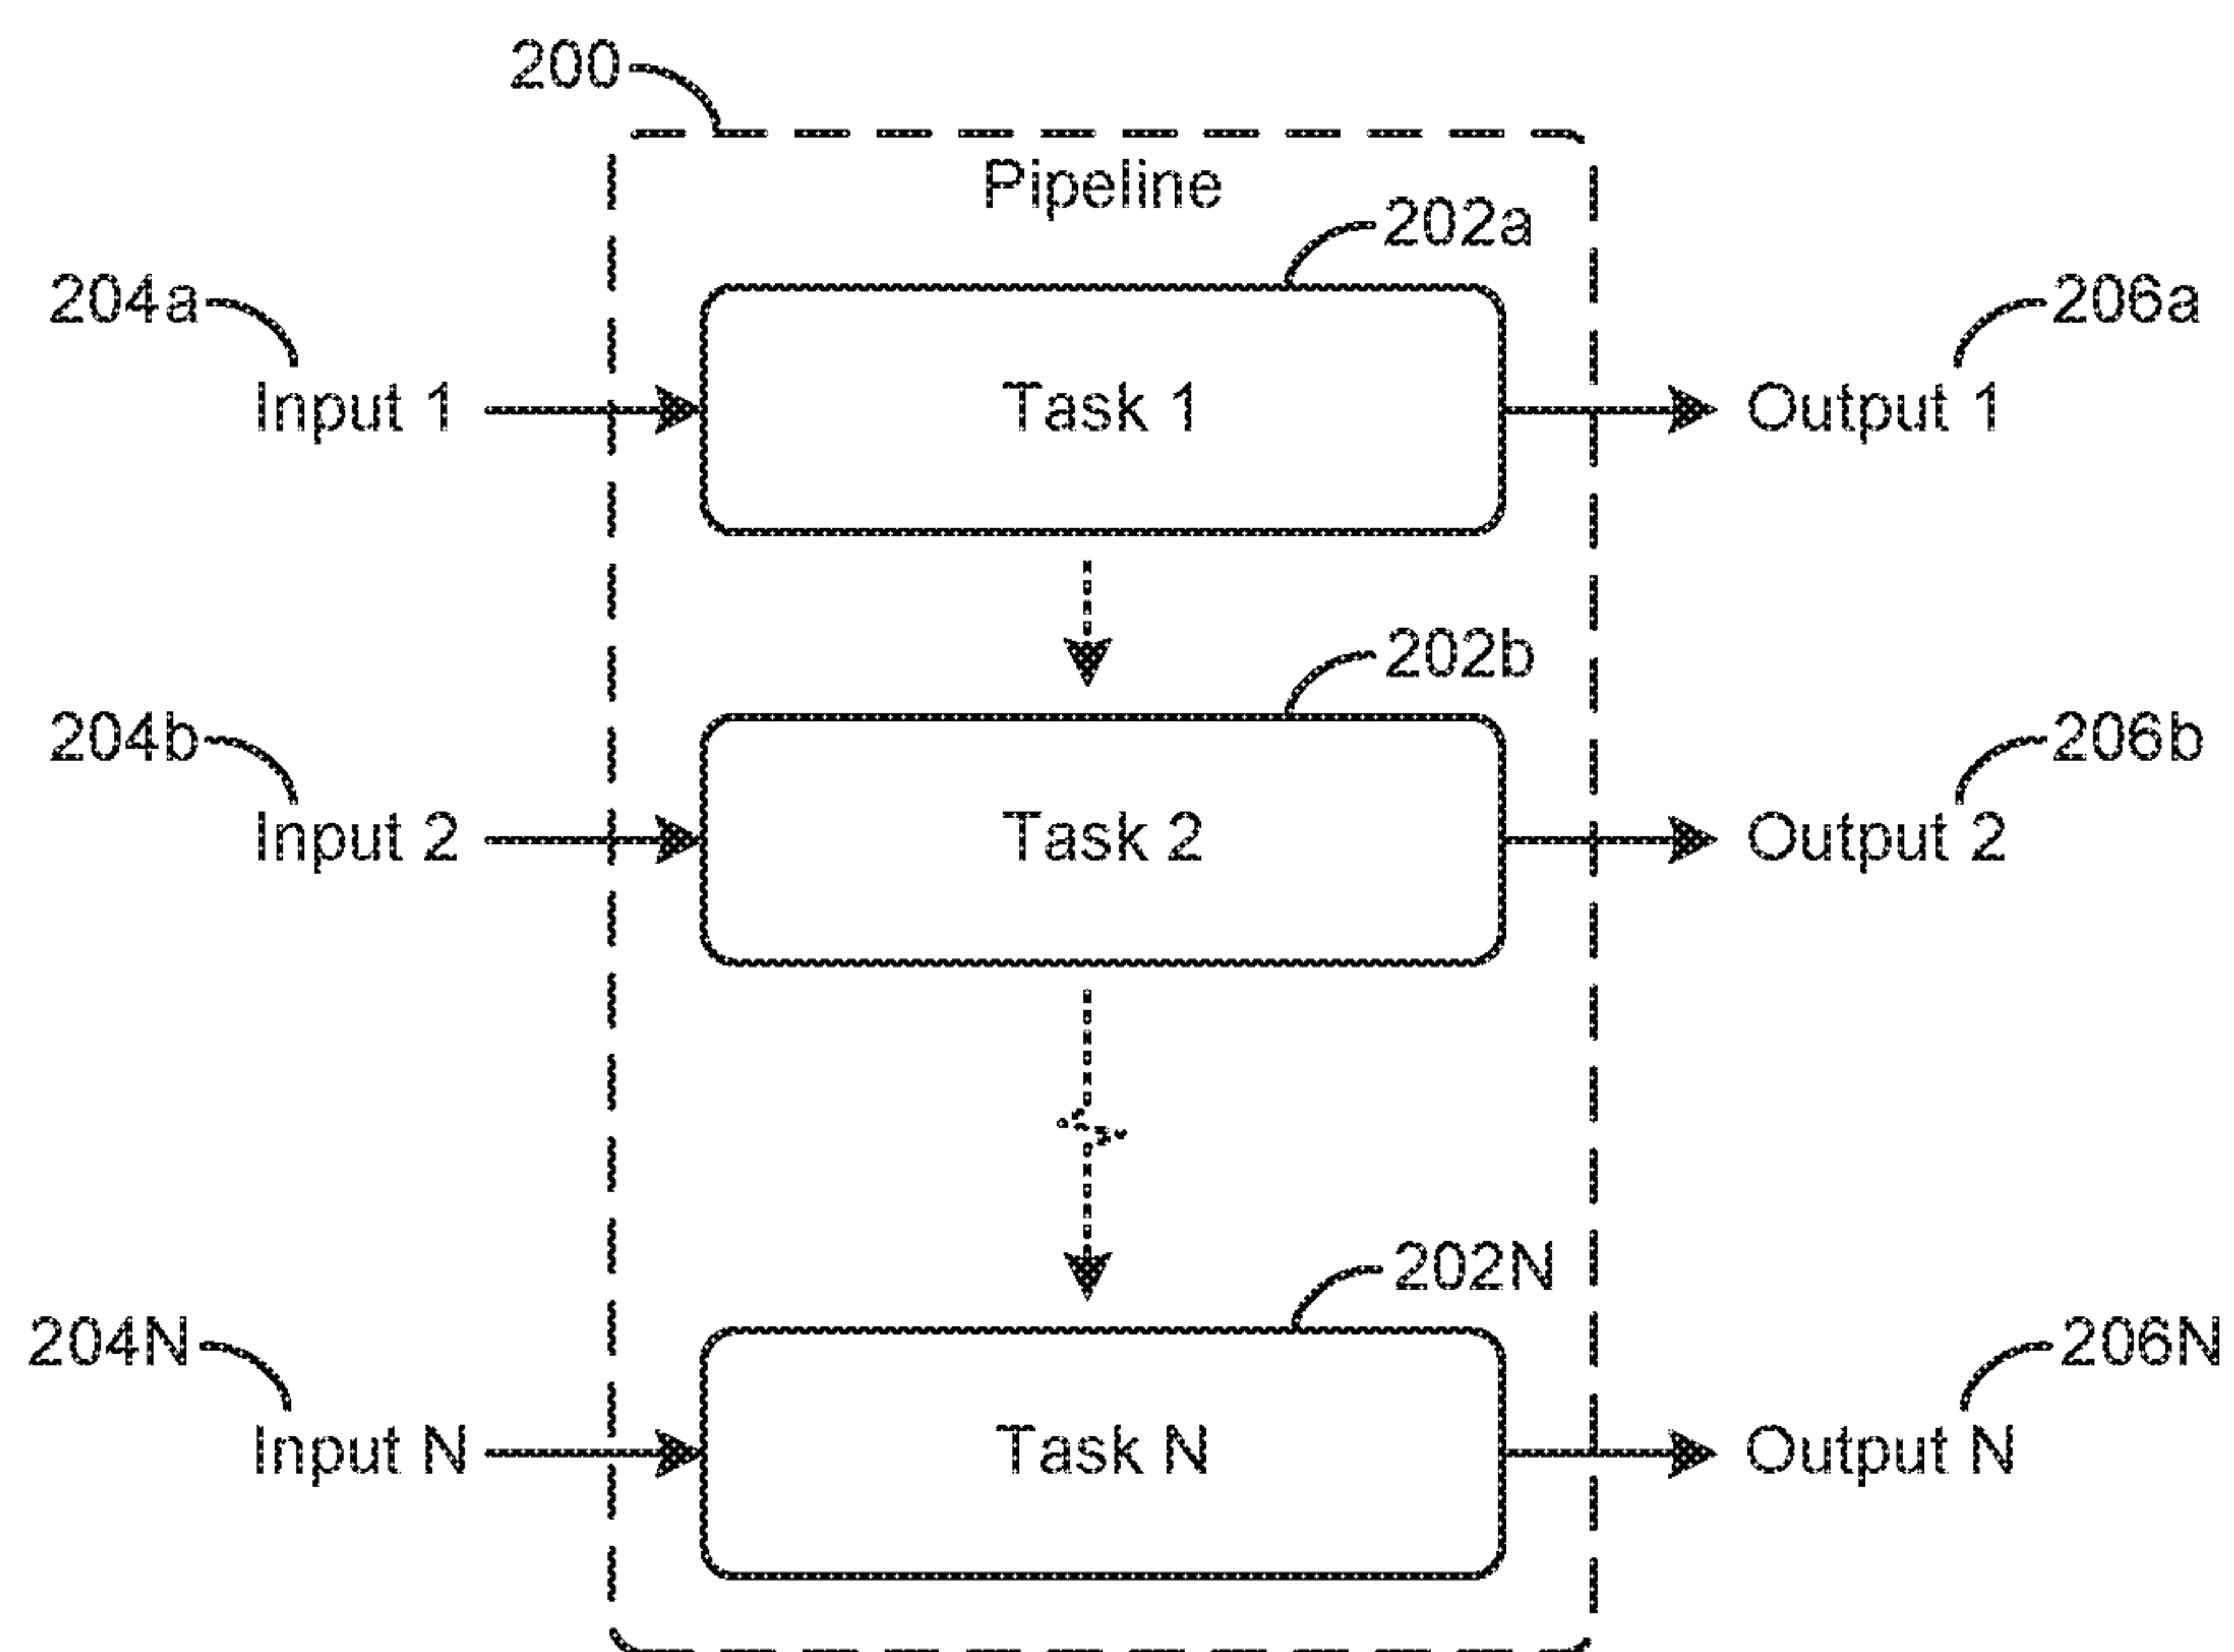 200
Pipeline
202a
204a
206a
Input 1
Task 1
Output 1
202b
204b
206b
Input 2
Task 2
Output 2
202N
204N
206N
Input N
Task N
Output N